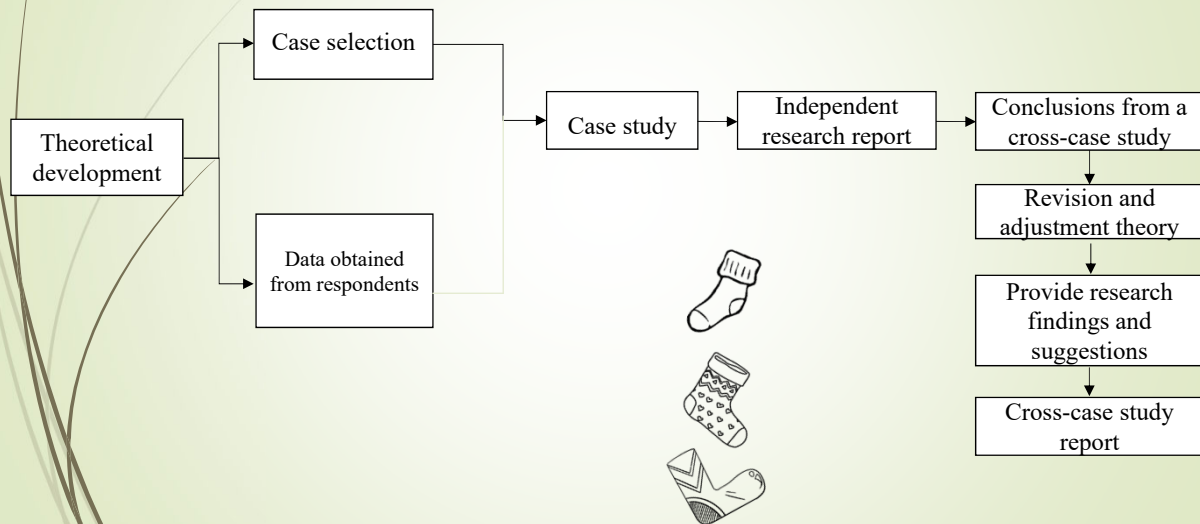 Case selection
Theoretical
development
Data obtained
from respondents
Case study
Independent
research report
Conclusions from a
cross-case study
Revision and
adjustment theory
Provide research
findings and
suggestions
Cross-case study
report